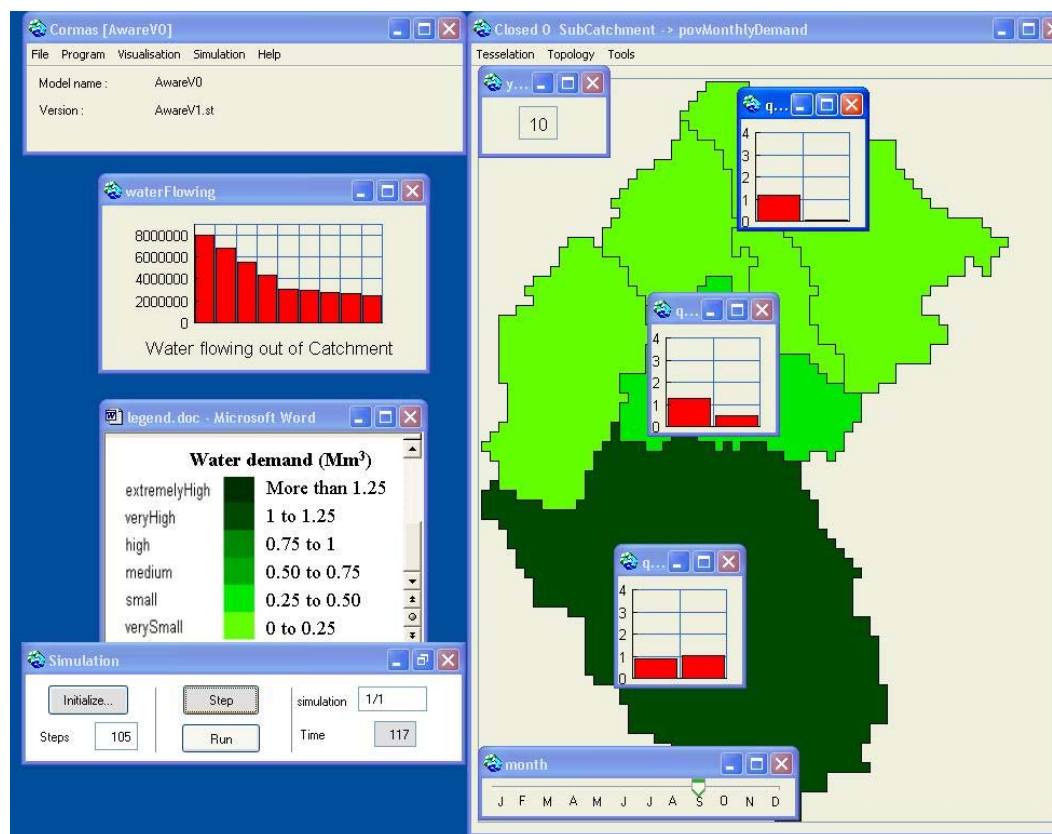 Cormas [AwareV0]
File Program Visualisation Simulation Help
Model name : AwareV0
Version : AwareV1.st
waterFlowing
8000000
6000000
4000000
2000000
0
Water flowing out of Catchment
legend.doc - Microsoft Word
Water demand (Mm³)
extremelyHigh More than 1.25
veryHigh 1 to 1.25
high 0.75 to 1
medium 0.50 to 0.75
small 0.25 to 0.50
verySmall 0 to 0.25
Simulation
Initialize... Step simulation 1/1
Steps 105 Run Time 117
Closed 0 SubCatchment -> povMonthlyDemand
Tesselation Topology Tools
y...
10
q...
4
3
2
1
0
q...
4
3
2
1
0
q...
4
3
2
1
0
month
J F M A M J J A S O N D